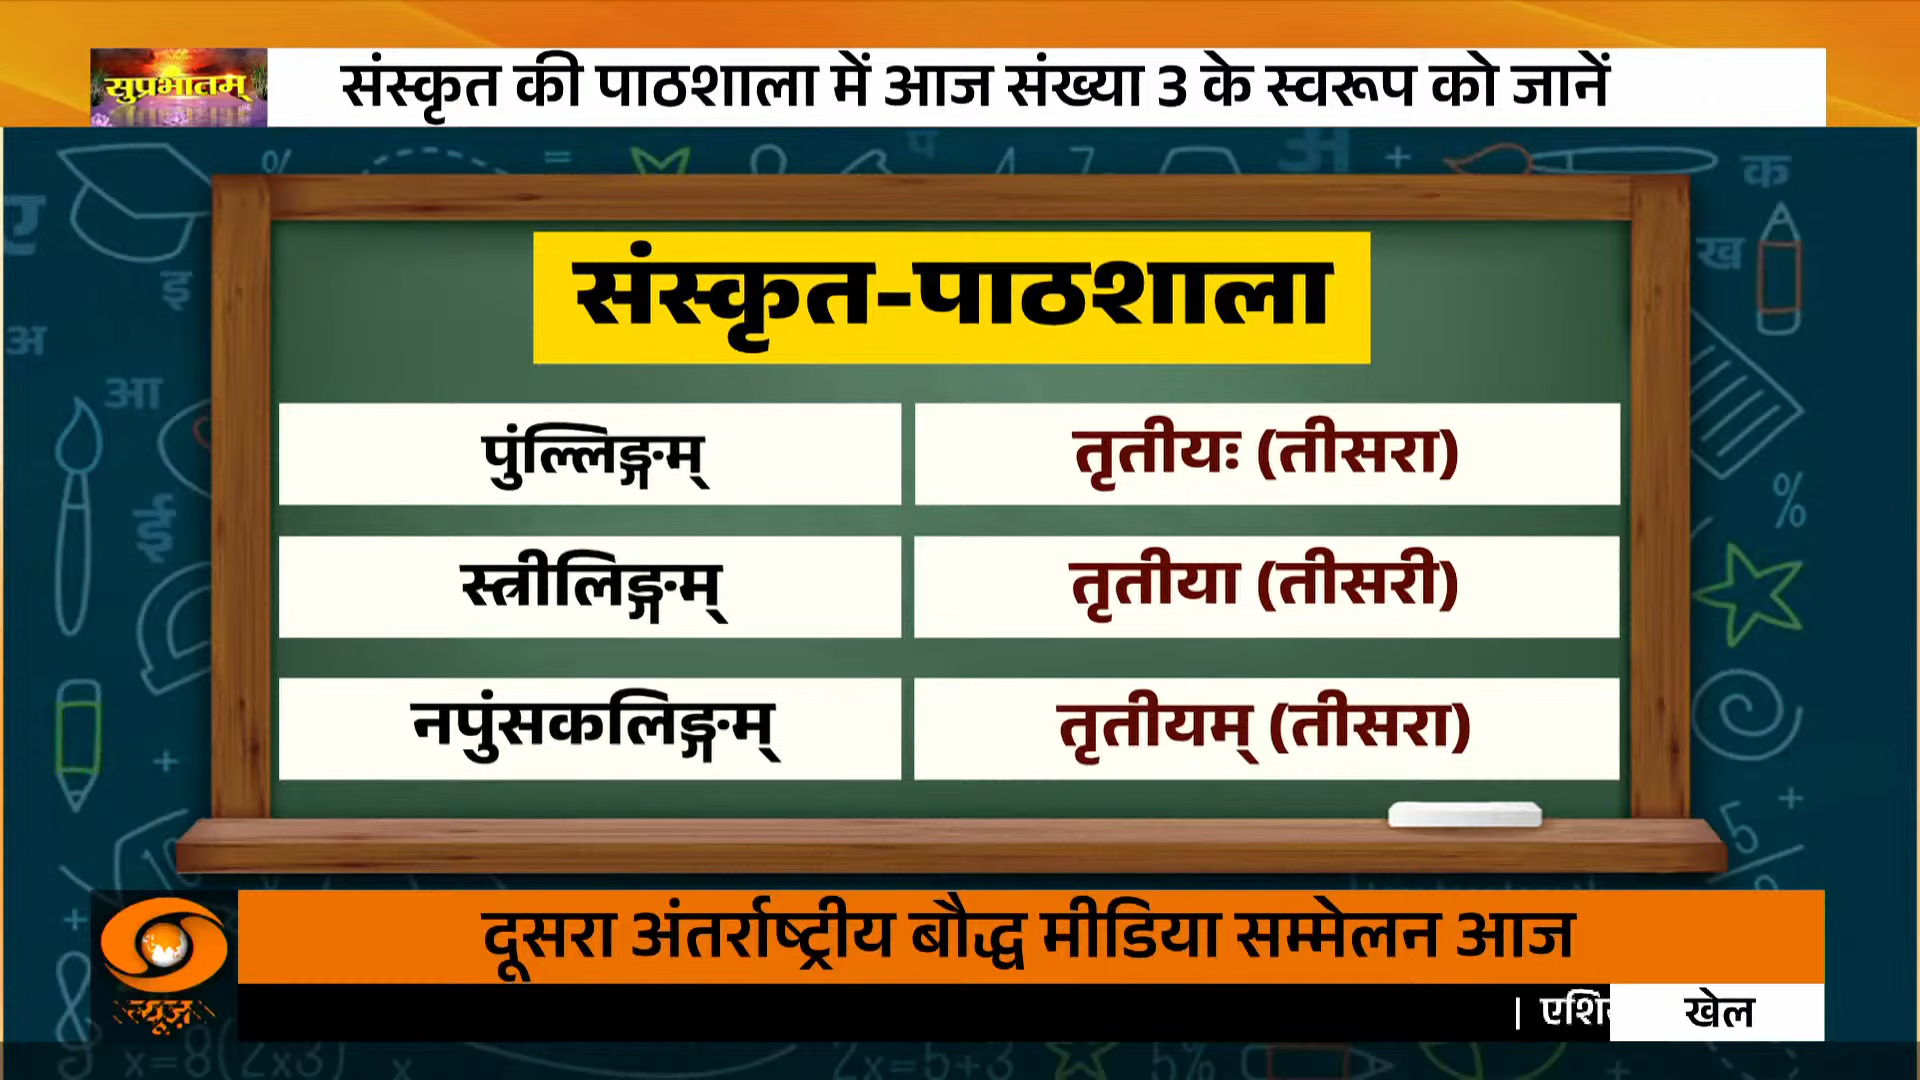 सुप्रभातम्
संस्कृत की पाठशाला में आज संख्या 3 के स्वरूप को जानें
संस्कृत-पाठशाला
पुंल्लिङ्गम् तृतीयः (तीसरा)
स्त्रीलिङ्गम् तृतीया (तीसरी)
नपुंसकलिङ्गम् तृतीयम् (तीसरा)
दूसरा अंतर्राष्ट्रीय बौद्ध मीडिया सम्मेलन आज
न्यूज़
| खेल